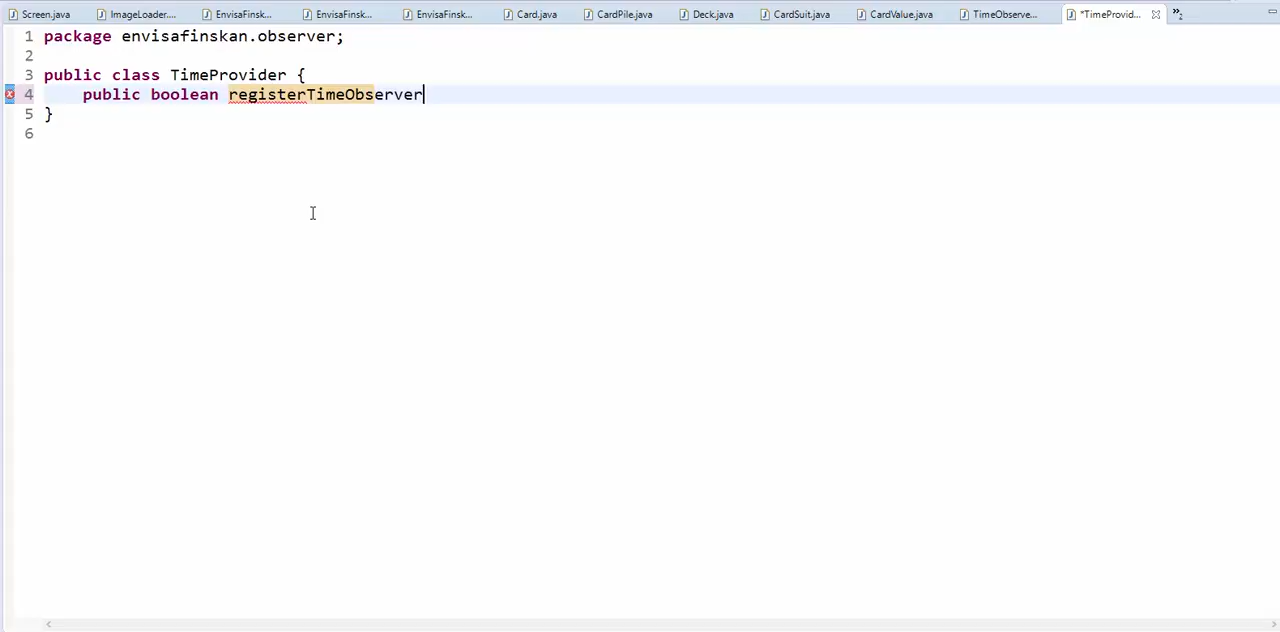 Screen.java ImageLoader.... EnvisaFinsk... EnvisaFinsk... EnvisaFinsk... Card.java CardPile.java Deck.java CardSuit.java CardValue.java TimeObserve... *TimeProvid... »2
1 package envisafinskan.observer;
2
3 public class TimeProvider {
4 public boolean registerTimeObserver
5 }
6